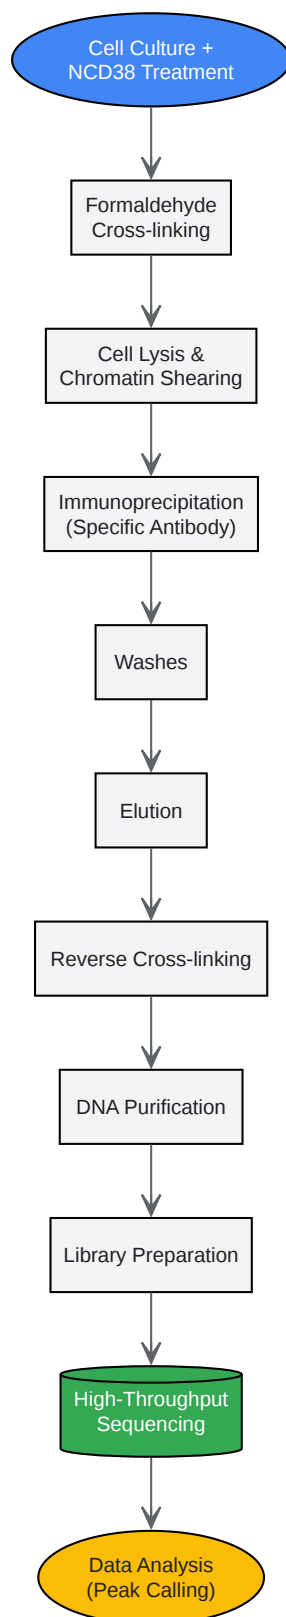 Cell Culture +
NCD38 Treatment
Formaldehyde
Cross-linking
Cell Lysis &
Chromatin Shearing
Immunoprecipitation
(Specific Antibody)
Washes
Elution
Reverse Cross-linking
DNA Purification
Library Preparation
High-Throughput
Sequencing
Data Analysis
(Peak Calling)